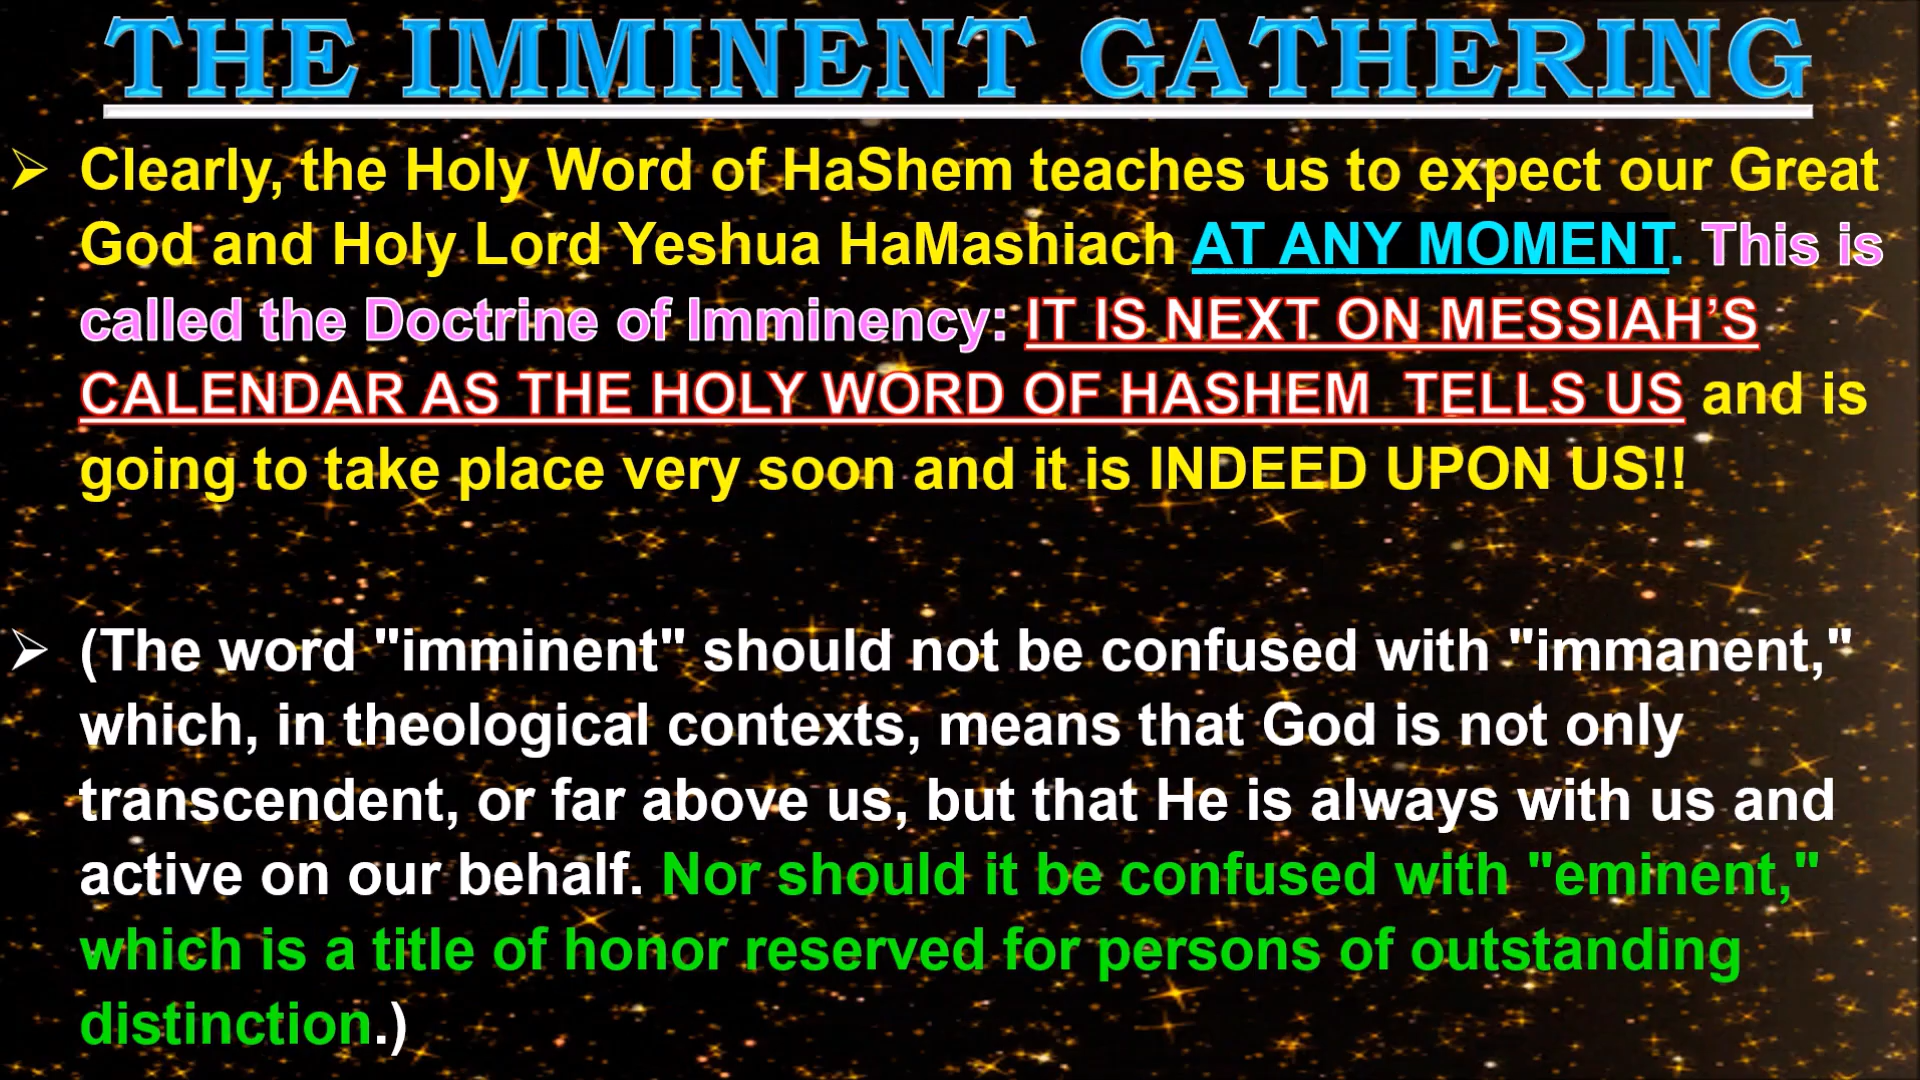 THE IMMINENT GATHERING
➢ Clearly, the Holy Word of HaShem teaches us to expect our Great
God and Holy Lord Yeshua HaMashiach AT ANY MOMENT. This is
called the Doctrine of Imminency: IT IS NEXT ON MESSIAH’S
CALENDAR AS THE HOLY WORD OF HASHEM TELLS US and is
going to take place very soon and it is INDEED UPON US!!
➢ (The word "imminent" should not be confused with "immanent,"
which, in theological contexts, means that God is not only
transcendent, or far above us, but that He is always with us and
active on our behalf. Nor should it be confused with "eminent,"
which is a title of honor reserved for persons of outstanding
distinction.)